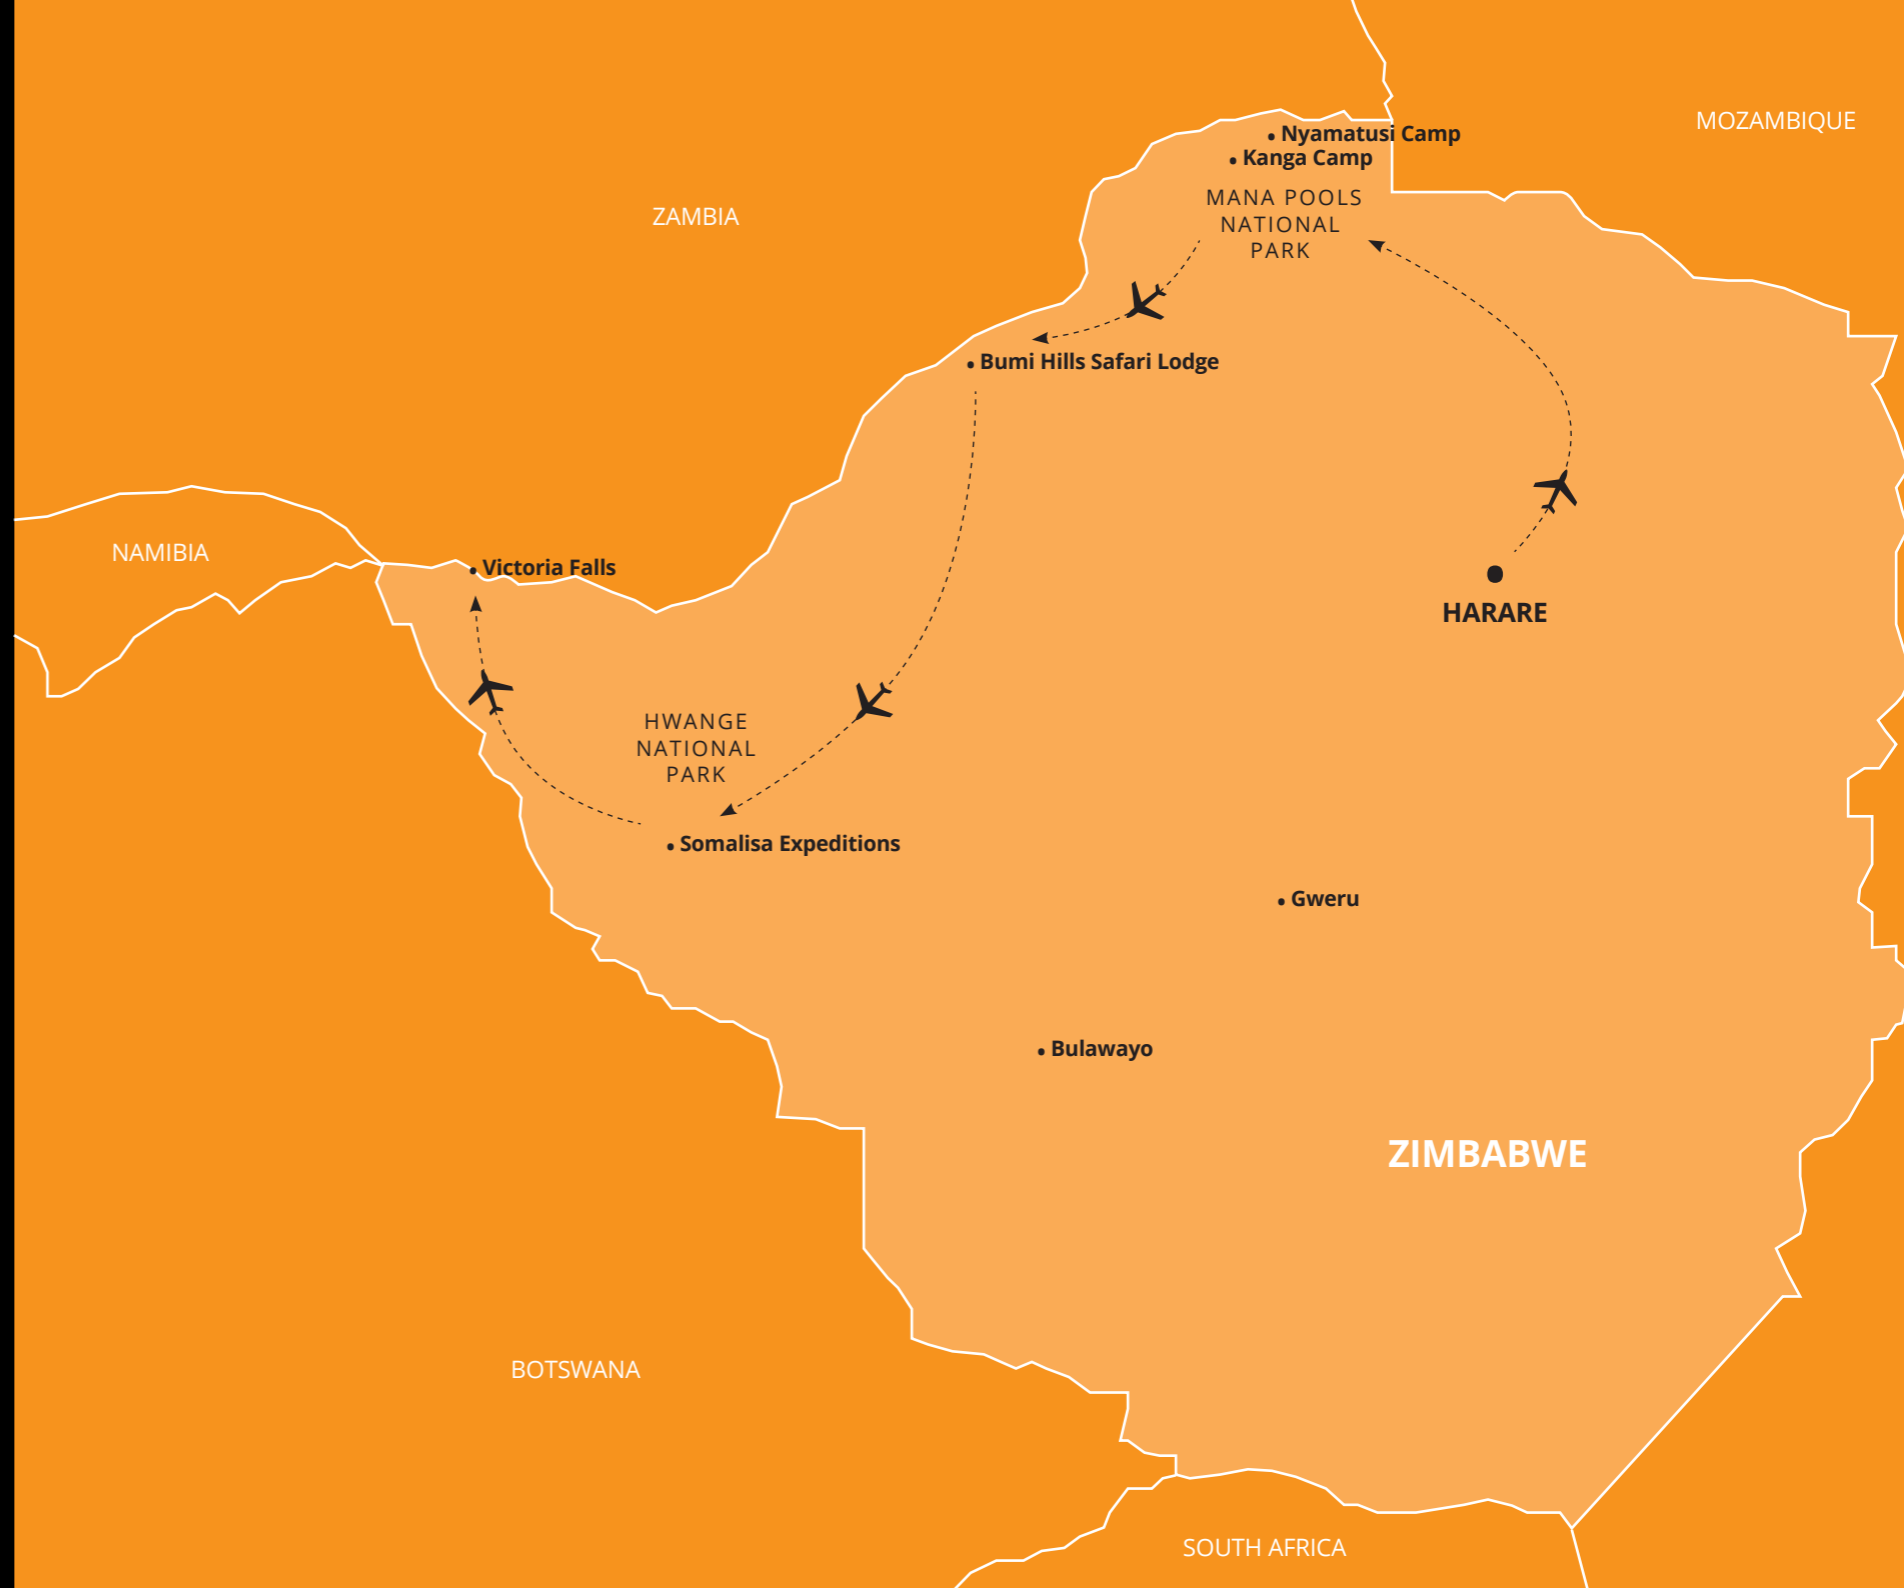 MOZAMBIQUE
Nyamatusi Camp
Kanga Camp
MANA POOLS
NATIONAL
PARK
ZAMBIA
Bumi Hills Safari Lodge
NAMIBIA
Victoria Falls
HARARE
HWANGE
NATIONAL
PARK
Somalisa Expeditions
Gweru
Bulawayo
ZIMBABWE
BOTSWANA
SOUTH AFRICA